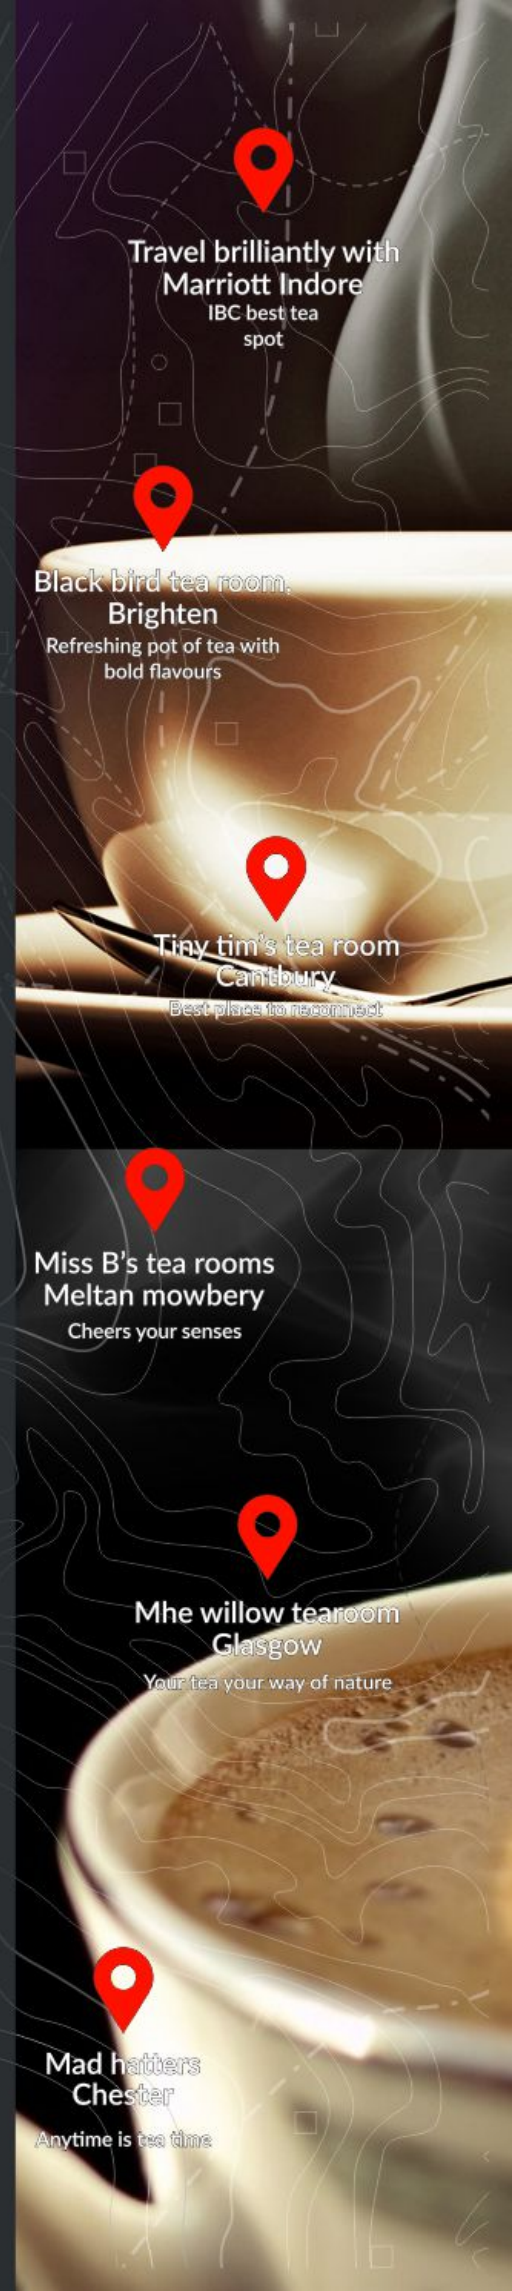 Travel brilliantly with
Marriott Indore
IBC best tea
spot
Black bird tea room,
Brighten
Refreshing pot of tea with
bold flavours
Tiny tim's tea room
Cantbury
Best place to reconnect
Miss B's tea rooms
Meltan mowbery
Cheers your senses
Mhe willow tearoom
Glasgow
Your tea your way of nature
Mad hatters
Chester
Anytime is tea time